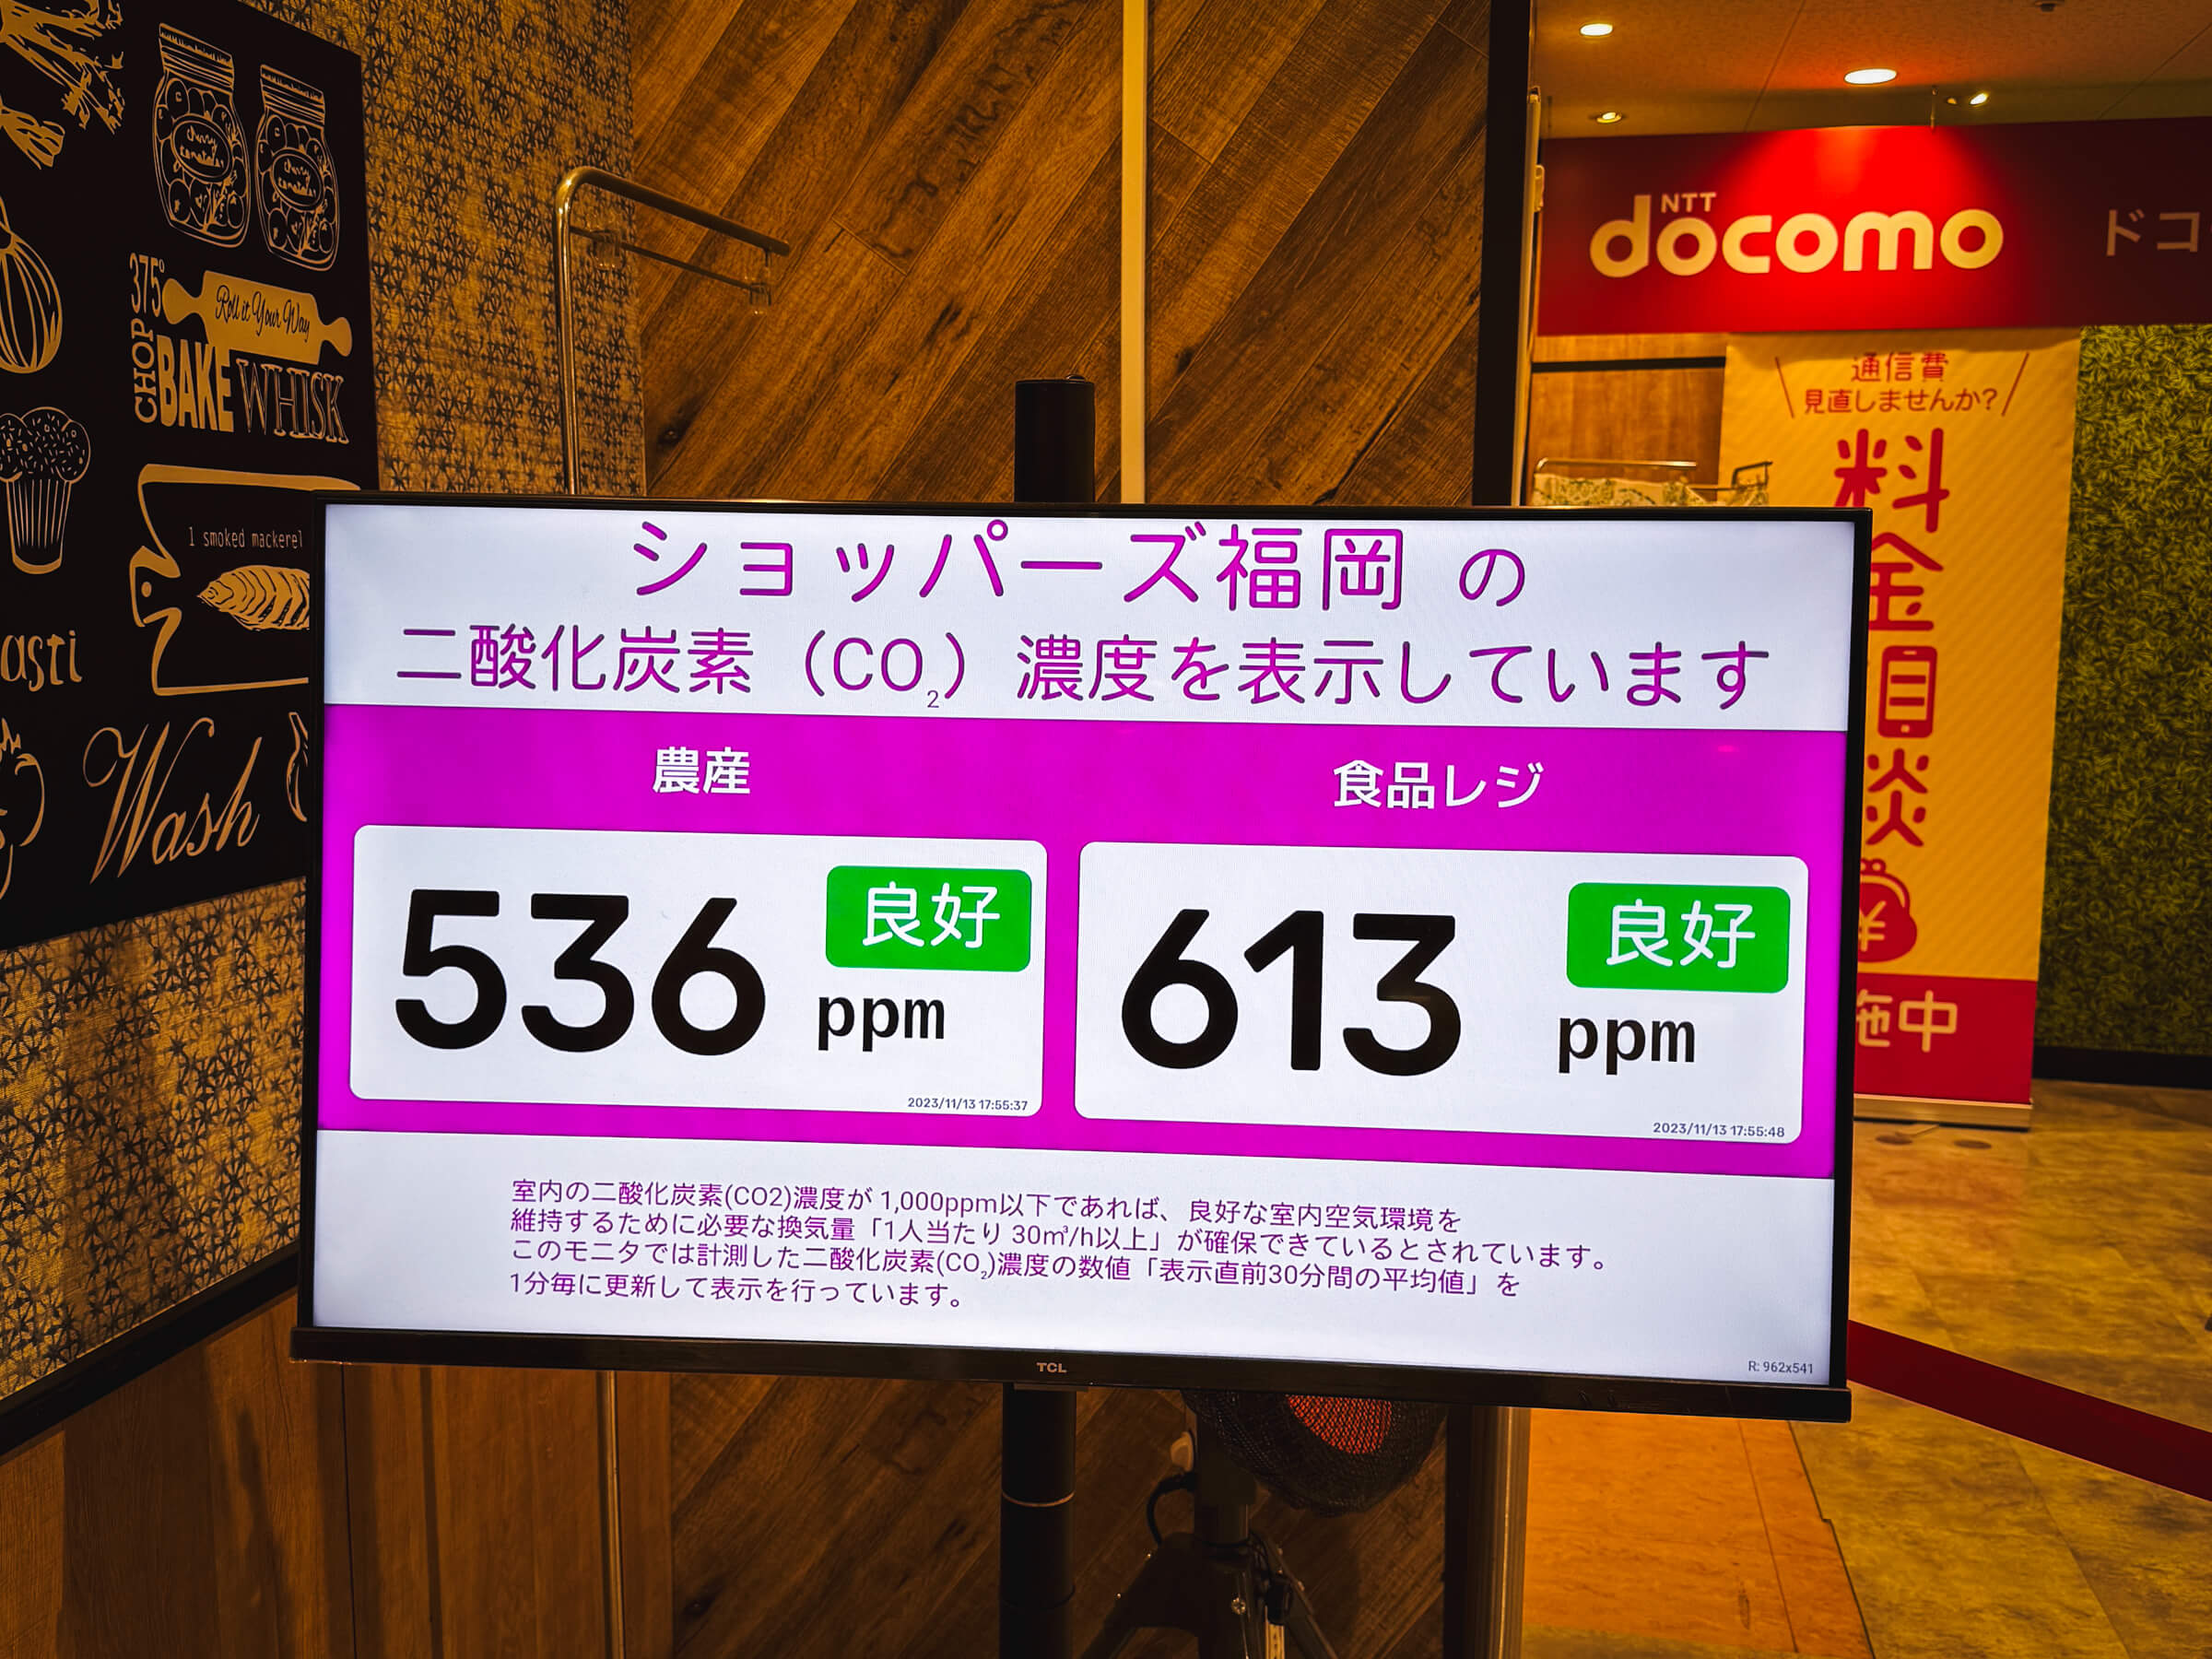 cherry tomatoes
cherry tomatoes
375°
Roll it Your Way
CHOP
BAKE WHISK
1 smoked mackerel
asti
Wash
NTT
docomo ドコ
通信費
見直しませんか?
料
金
目
談
¥
施中
ショッパーズ福岡 の
二酸化炭素（CO₂）濃度を表示しています
農産
食品レジ
536 ppm 良好
2023/11/13 17:55:37
613 ppm 良好
2023/11/13 17:55:48
室内の二酸化炭素(CO2)濃度が 1,000ppm以下であれば、良好な室内空気環境を
維持するために必要な換気量「1人当たり 30㎥/h以上」が確保できているとされています。
このモニタでは計測した二酸化炭素(CO₂)濃度の数値「表示直前30分間の平均値」を
1分毎に更新して表示を行っています。
R: 962x541
TCL